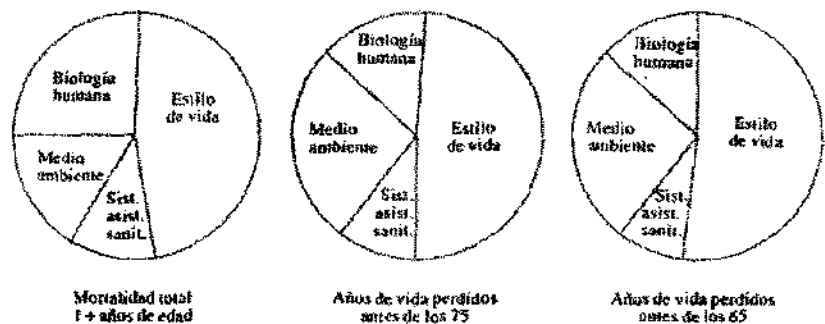 Biología
humana
Estilo
de vida
Medio
ambiente
Sist.
asist.
sanit.
Mortalidad total
1 + años de edad
Biología
humana
Medio
ambiente
Estilo
de vida
Sist.
asist.
sanit.
Años de vida perdidos
antes de los 75
Biología
humana
Medio
ambiente
Estilo
de vida
Sist.
asist.
sanit.
Años de vida perdidos
antes de los 65